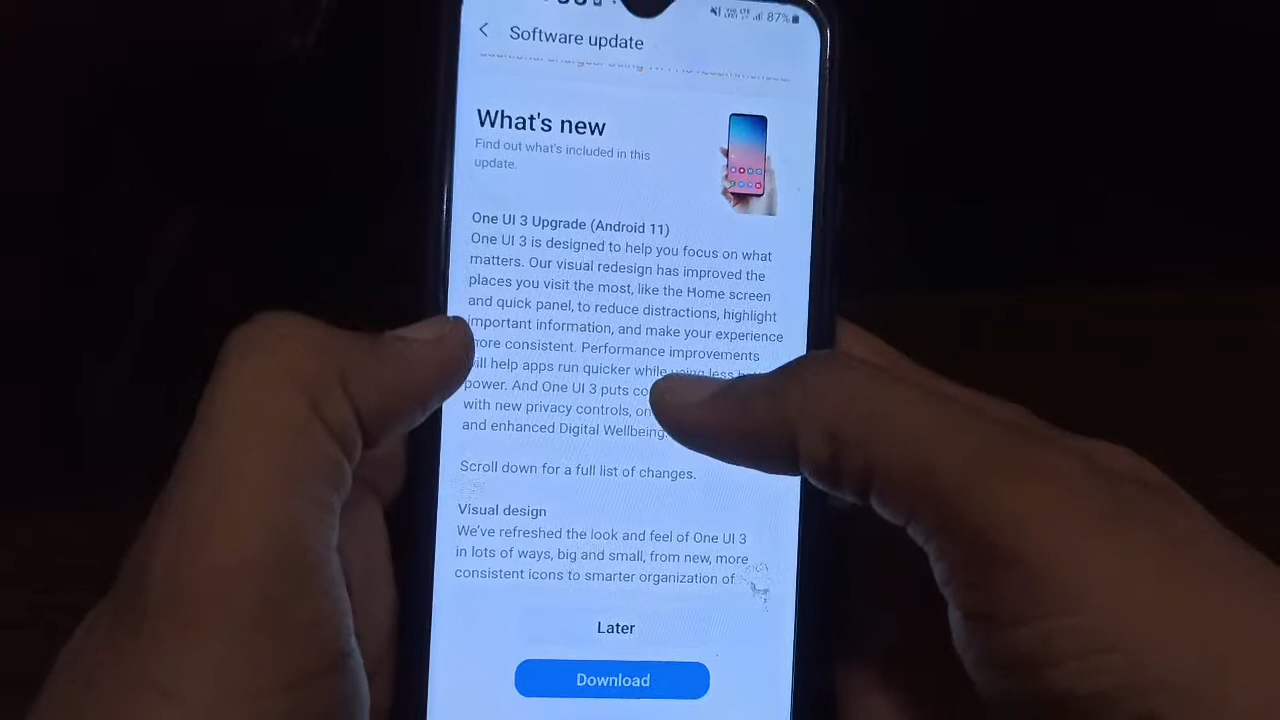 87%
Software update
What's new
Find out what's included in this
update.
One UI 3 Upgrade (Android 11)
One UI 3 is designed to help you focus on what
matters. Our visual redesign has improved the
places you visit the most, like the Home screen
and quick panel, to reduce distractions, highlight
important information, and make your experience
more consistent. Performance improvements
will help apps run quicker while using less
power. And One UI 3 puts
with new privacy controls,
and enhanced Digital Wellbeing.
Scroll down for a full list of changes.
Visual design
We've refreshed the look and feel of One UI 3
in lots of ways, big and small, from new, more
consistent icons to smarter organization of
Later
Download